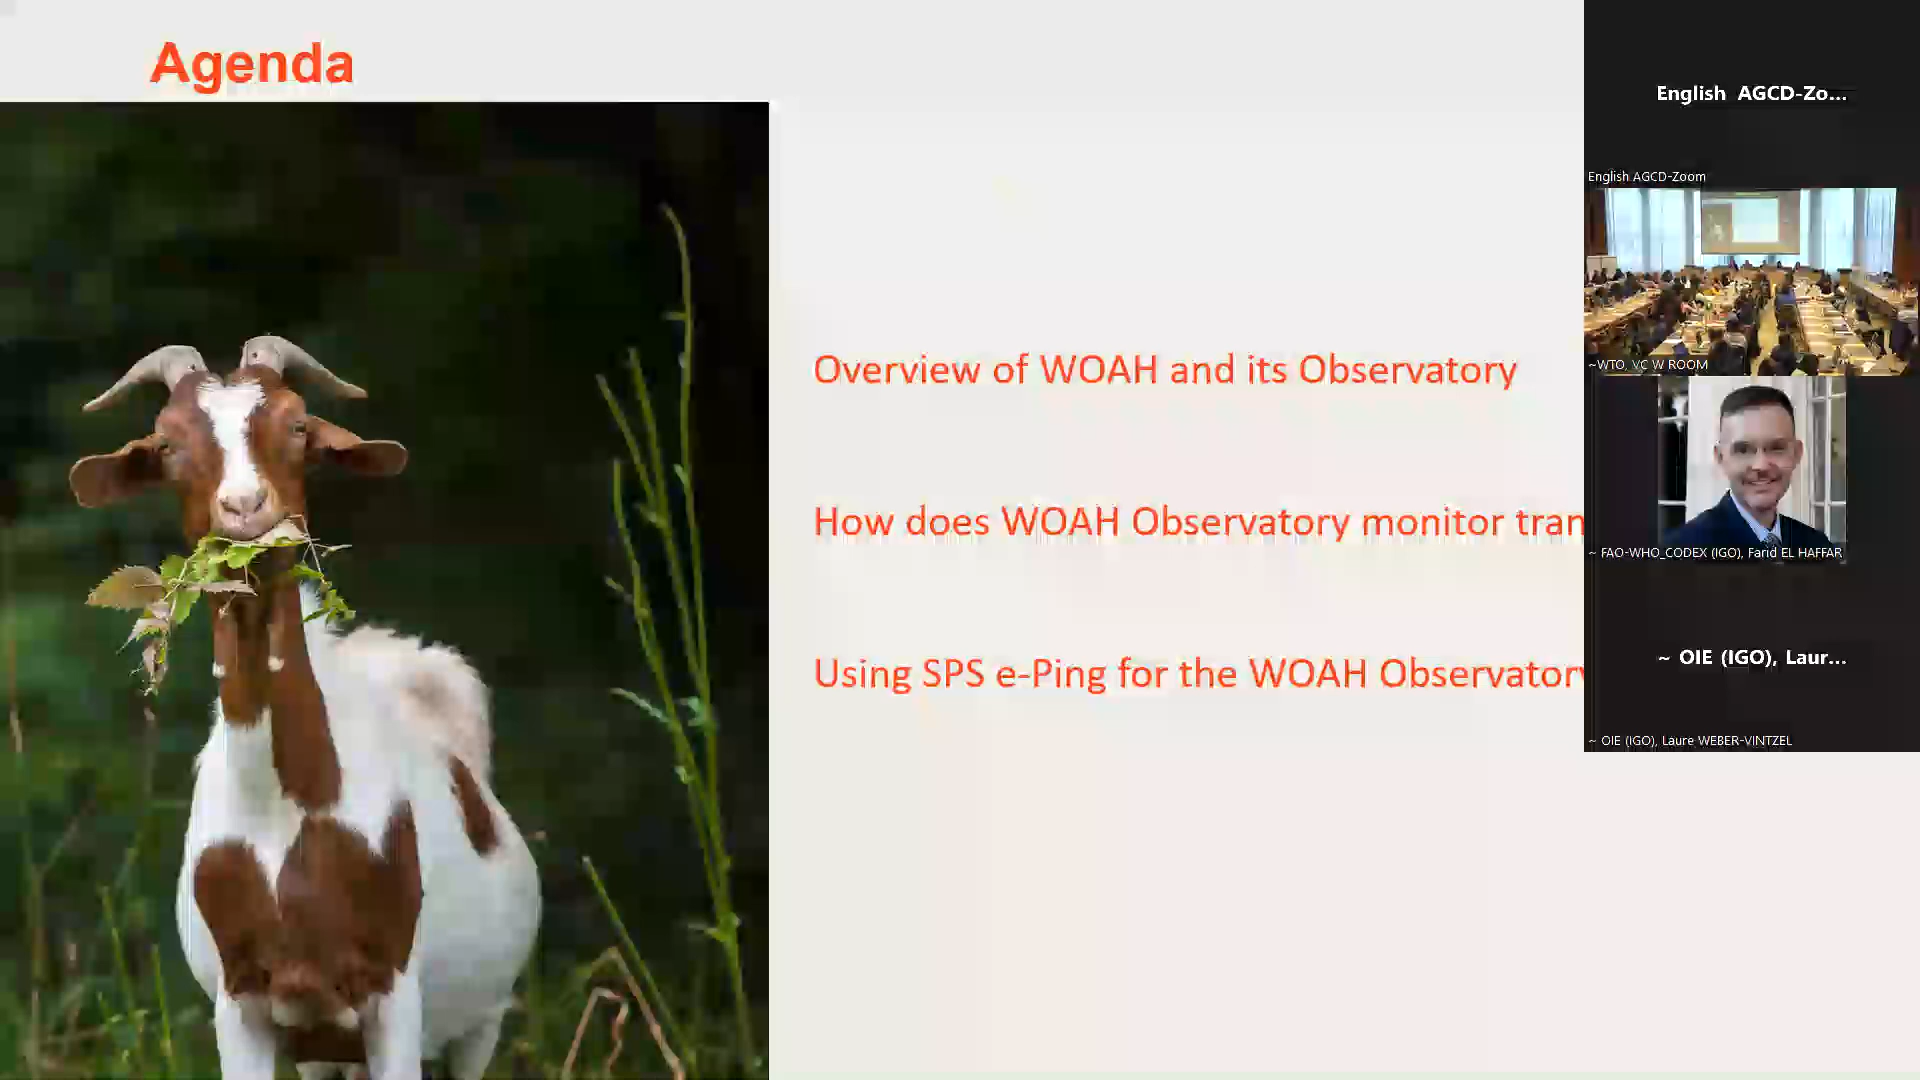 Agenda
Overview of WOAH and its Observatory
How does WOAH Observatory monitor tran
Using SPS e-Ping for the WOAH Observatory
English AGCD-Zo...
English AGCD-Zoom
~WTO, VC W ROOM
~ FAO-WHO_CODEX (IGO), Farid EL HAFFAR
~ OIE (IGO), Laur...
~ OIE (IGO), Laure WEBER-VINTZEL